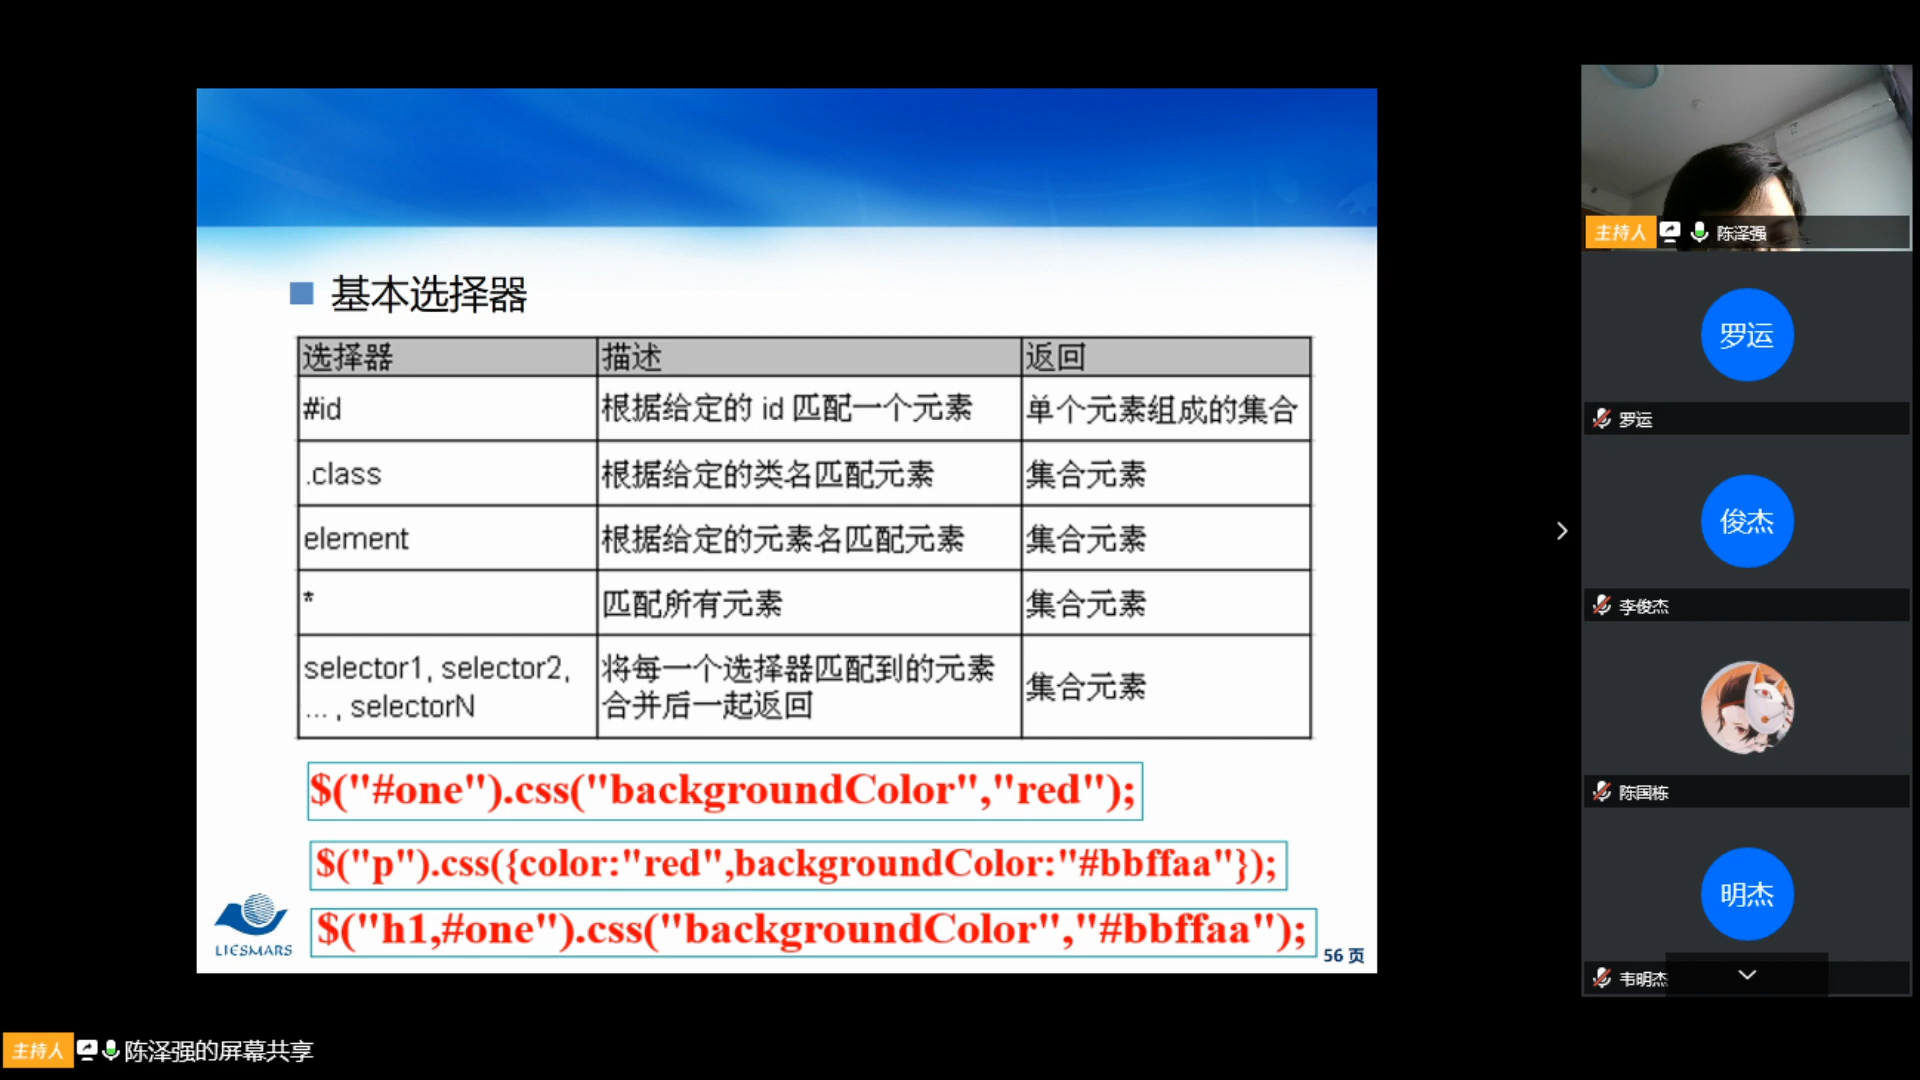 基本选择器
选择器 描述 返回
#id 根据给定的 id 匹配一个元素 单个元素组成的集合
.class 根据给定的类名匹配元素 集合元素
element 根据给定的元素名匹配元素 集合元素
* 匹配所有元素 集合元素
selector1, selector2, 将每一个选择器匹配到的元素 集合元素
... , selectorN 合并后一起返回
$("#one").css("backgroundColor","red");
$("p").css({color:"red",backgroundColor:"#bbffaa"});
$("h1,#one").css("backgroundColor","#bbffaa");
LIESMARS
56 页
主持人 陈泽强
罗运
罗运
俊杰
李俊杰
陈国栋
明杰
韦明杰
主持人 陈泽强的屏幕共享